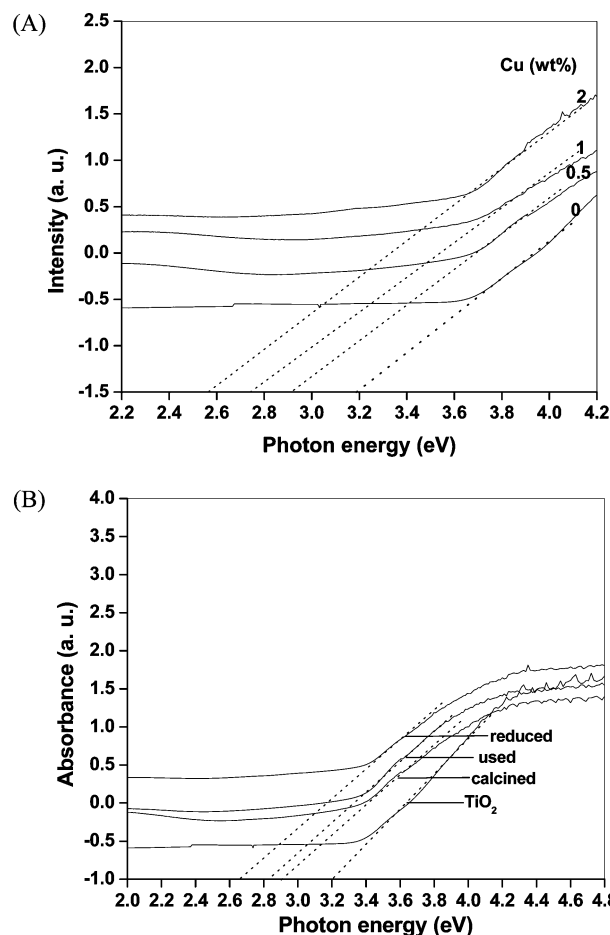 (A)
2.5
2.0
1.5
1.0
0.5
0.0
-0.5
-1.0
-1.5
Intensity (a. u.)
Cu (wt%)
2
1
0.5
0
2.2 2.4 2.6 2.8 3.0 3.2 3.4 3.6 3.8 4.0 4.2
Photon energy (eV)
(B)
4.0
3.5
3.0
2.5
2.0
1.5
1.0
0.5
0.0
-0.5
-1.0
Absorbance (a. u.)
reduced
used
calcined
TiO₂
2.0 2.2 2.4 2.6 2.8 3.0 3.2 3.4 3.6 3.8 4.0 4.2 4.4 4.6 4.8
Photon energy (eV)